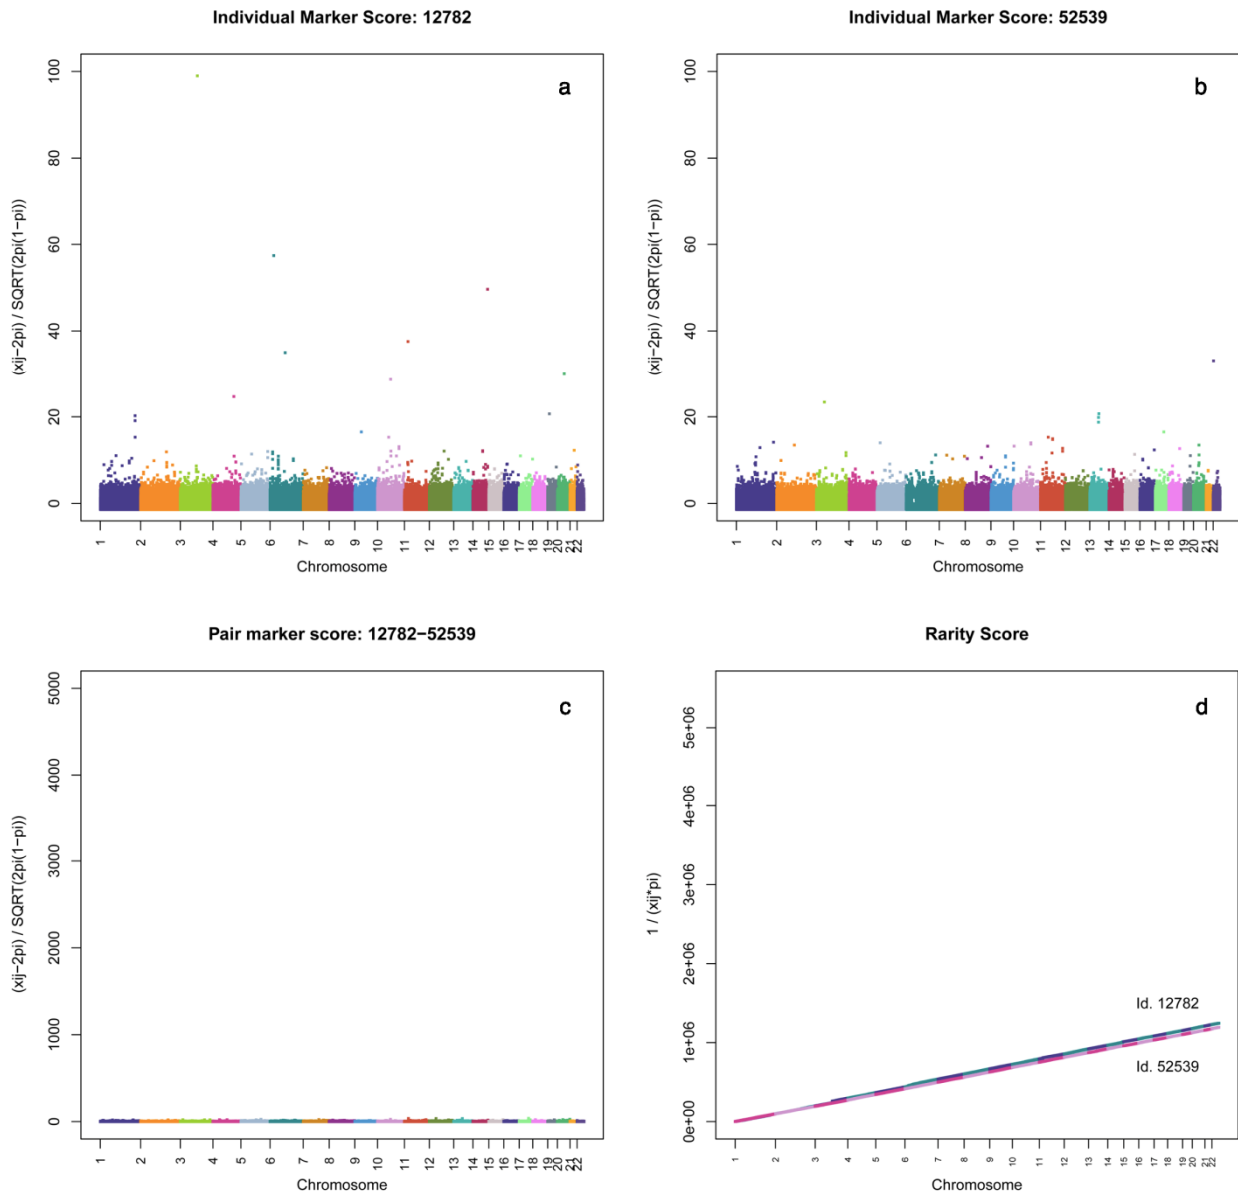 Individual Marker Score: 12782
a
(xij−2pi) / SQRT(2pi(1−pi))
100
80
60
40
20
0
1 2 3 4 5 6 7 8 9 10 11 12 13 14 15 16 17 18 19 20 21 22
Chromosome
Individual Marker Score: 52539
b
(xij−2pi) / SQRT(2pi(1−pi))
100
80
60
40
20
0
1 2 3 4 5 6 7 8 9 10 11 12 13 14 15 16 17 18 19 20 21 22
Chromosome
Pair marker score: 12782−52539
c
(xij−2pi) / SQRT(2pi(1−pi))
5000
4000
3000
2000
1000
0
1 2 3 4 5 6 7 8 9 10 11 12 13 14 15 16 17 18 19 20 21 22
Chromosome
Rarity Score
d
1 / (xij*pi)
5e+06
4e+06
3e+06
2e+06
1e+06
0e+00
Id. 12782
Id. 52539
1 2 3 4 5 6 7 8 9 10 11 12 13 14 15 16 17 18 19 20 21 22
Chromosome